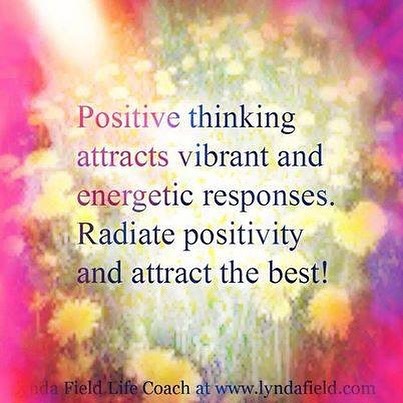 Positive thinking
attracts vibrant and
energetic responses.
Radiate positivity
and attract the best!
nda Field Life Coach at www.lyndafield.com